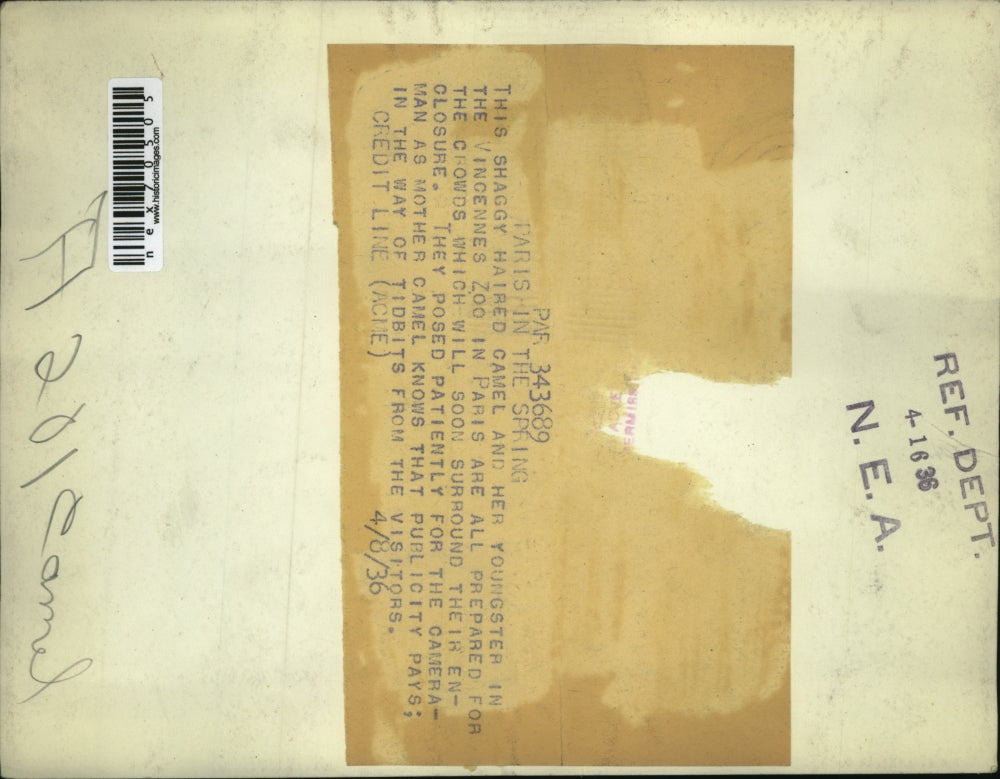 REF. DEPT.
4-16 36
N. E. A.
PAR 343689
PARIS IN THE SPRING
THIS SHAGGY HAIRED CAMEL AND HER YOUNGSTER IN
THE VINCENNES ZOO IN PARIS ARE ALL PREPARED FOR
THE CROWDS WHICH WILL SOON SURROUND THEIR EN-
CLOSURE. THEY POSED PATIENTLY FOR THE CAMERA-
MAN AS MOTHER CAMEL KNOWS THAT PUBLICITY PAYS;
IN THE WAY OF TIDBITS FROM THE VISITORS.
CREDIT LINE (ACME) 4/8/36
www.historicimages.com
nex70505
Camel